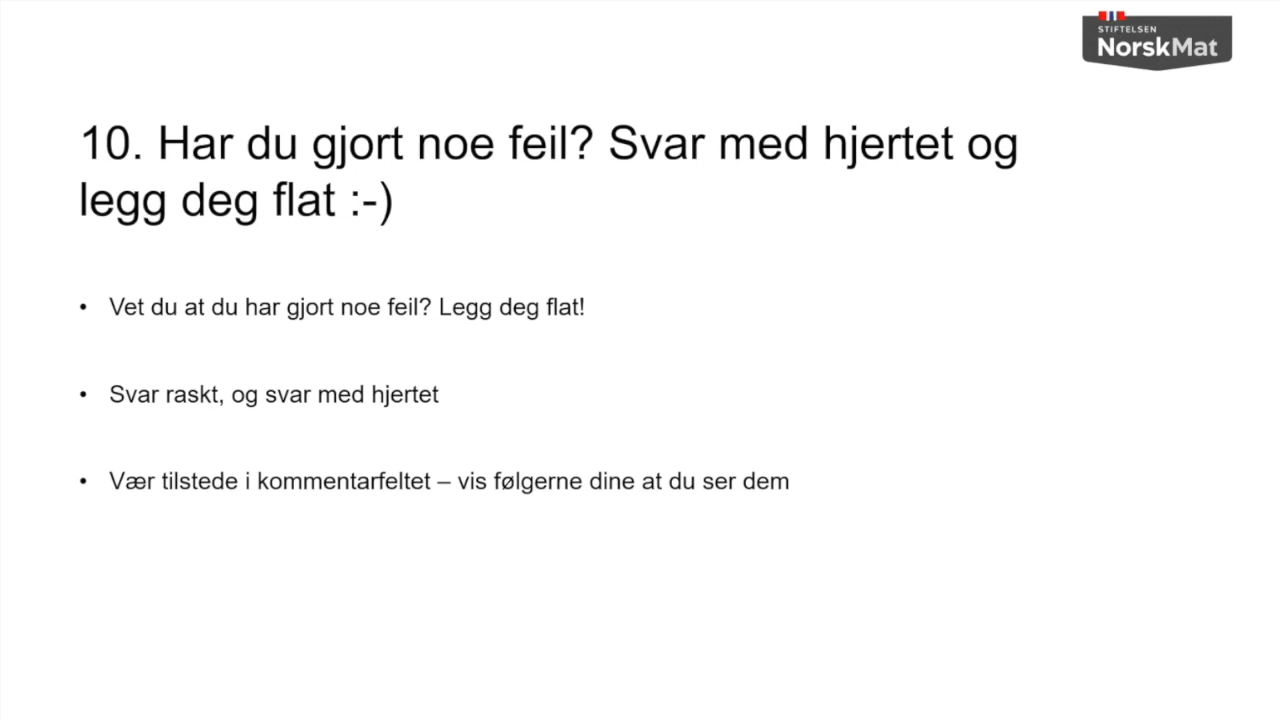 STIFTELSEN
NorskMat
10. Har du gjort noe feil? Svar med hjertet og
legg deg flat :-)
• Vet du at du har gjort noe feil? Legg deg flat!
• Svar raskt, og svar med hjertet
• Vær tilstede i kommentarfeltet – vis følgerne dine at du ser dem